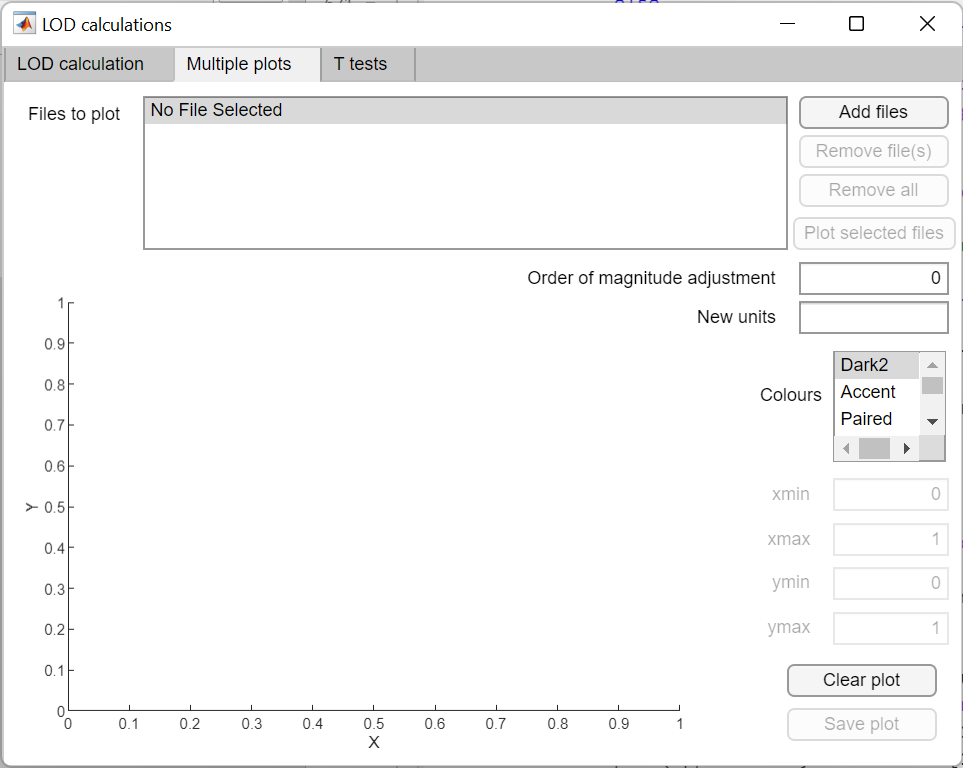 LOD calculations
LOD calculation
Multiple plots
T tests
Files to plot
No File Selected
Add files
Remove file(s)
Remove all
Plot selected files
Order of magnitude adjustment
0
New units
Colours
Dark2
Accent
Paired
xmin
0
xmax
1
ymin
0
ymax
1
Clear plot
Save plot
1
0.9
0.8
0.7
0.6
Y
0.5
0.4
0.3
0.2
0.1
0
0 0.1 0.2 0.3 0.4 0.5 0.6 0.7 0.8 0.9 1
X